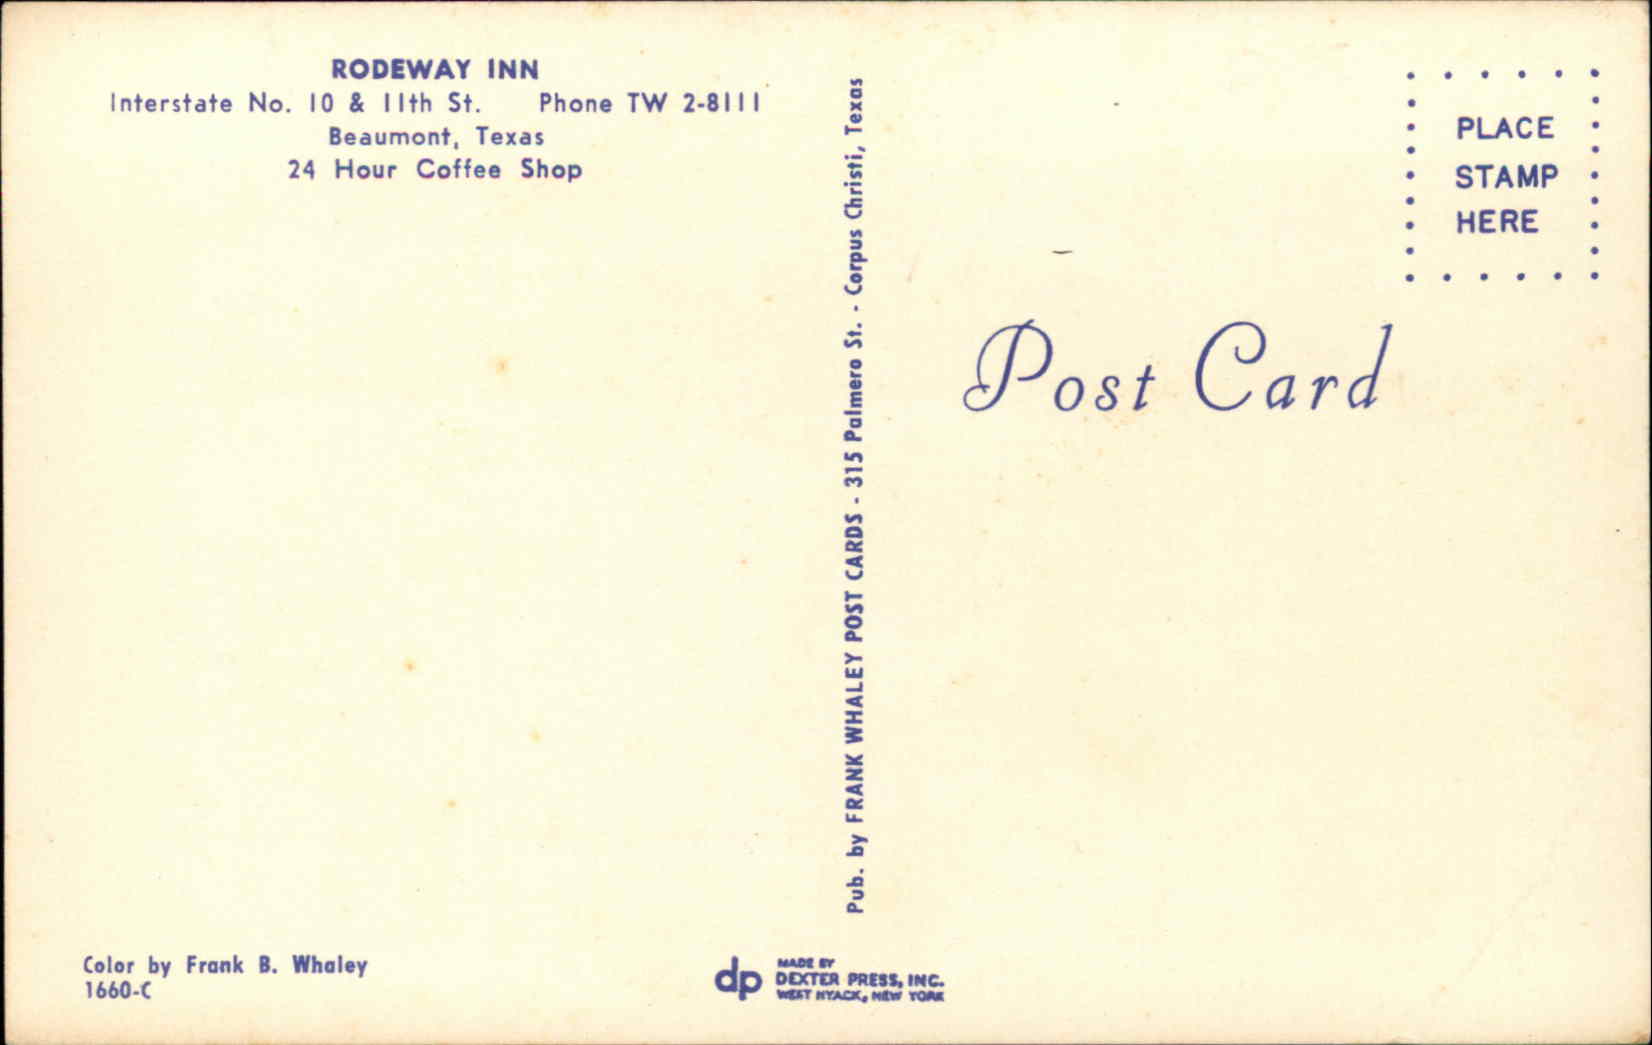 RODEWAY INN
Interstate No. 10 & 11th St. Phone TW 2-8111
Beaumont, Texas
24 Hour Coffee Shop
Color by Frank B. Whaley
1660-C
Pub. by FRANK WHALEY POST CARDS - 315 Palmero St. - Corpus Christi, Texas
dp
MADE BY
DEXTER PRESS, INC.
WEST NYACK, NEW YORK
PLACE
STAMP
HERE
Post Card